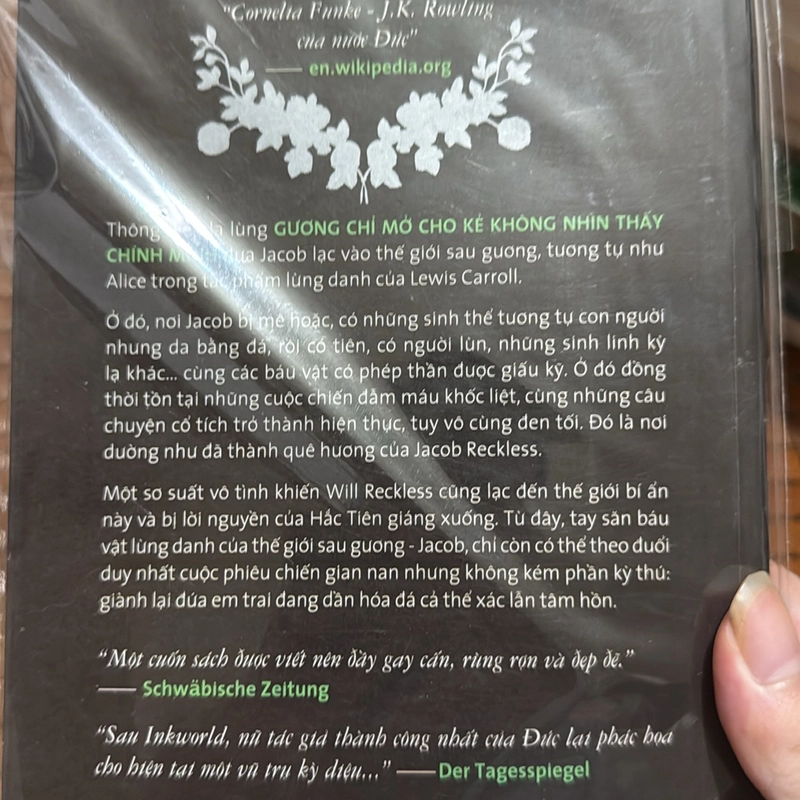 "Cornelia Funke - J.K. Rowling
của nước Đức"
— en.wikipedia.org
Thông lạ lùng GƯƠNG CHỈ MỞ CHO KẺ KHÔNG NHÌN THẤY
CHÍNH Jacob lạc vào thế giới sau gương, tương tự như
Alice trong tác phẩm lừng danh của Lewis Carroll.
Ở đó, nơi Jacob bị mê hoặc, có những sinh thể tương tự con người
nhưng da bằng đá, rồi có tiên, có người lùn, những sinh linh kỳ
lạ khác... cùng các báu vật có phép thần được giấu kỹ. Ở đó đồng
thời tồn tại những cuộc chiến đẫm máu khốc liệt, cùng những câu
chuyện cổ tích trở thành hiện thực, tuy vô cùng đen tối. Đó là nơi
dường như đã thành quê hương của Jacob Reckless.
Một sơ suất vô tình khiến Will Reckless cũng lạc đến thế giới bí ẩn
này và bị lời nguyền của Hắc Tiên giáng xuống. Từ đây, tay săn báu
vật lừng danh của thế giới sau gương - Jacob, chỉ còn có thể theo đuổi
duy nhất cuộc phiêu chiến gian nan nhưng không kém phần kỳ thú:
giành lại đứa em trai đang dần hóa đá cả thể xác lẫn tâm hồn.
"Một cuốn sách được viết nên đầy gay cấn, rùng rợn và đẹp đẽ."
— Schwäbische Zeitung
"Sau Inkworld, nữ tác giả thành công nhất của Đức lại phác họa
cho hiện tại một vũ trụ kỳ diệu..." — Der Tagesspiegel